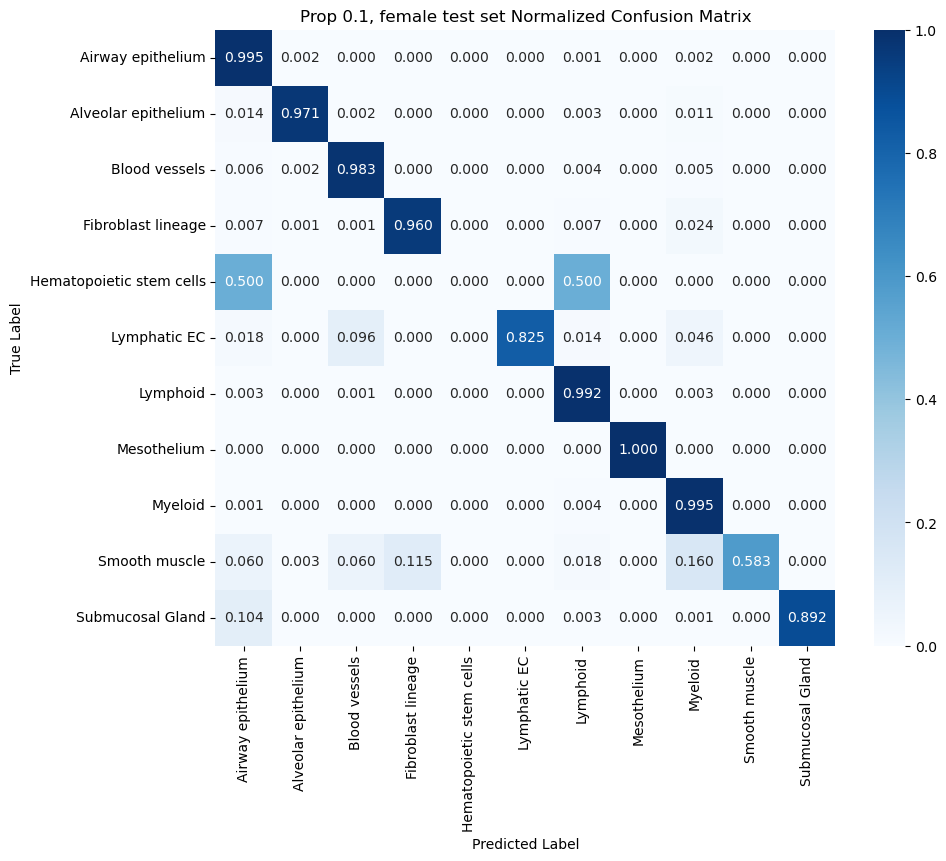 Prop 0.1, female test set Normalized Confusion Matrix
Airway epithelium 0.995 0.002 0.000 0.000 0.000 0.000 0.001 0.000 0.002 0.000 0.000
Alveolar epithelium 0.014 0.971 0.002 0.000 0.000 0.000 0.003 0.000 0.011 0.000 0.000
Blood vessels 0.006 0.002 0.983 0.000 0.000 0.000 0.004 0.000 0.005 0.000 0.000
Fibroblast lineage 0.007 0.001 0.001 0.960 0.000 0.000 0.007 0.000 0.024 0.000 0.000
Hematopoietic stem cells 0.500 0.000 0.000 0.000 0.000 0.000 0.500 0.000 0.000 0.000 0.000
Lymphatic EC 0.018 0.000 0.096 0.000 0.000 0.825 0.014 0.000 0.046 0.000 0.000
Lymphoid 0.003 0.000 0.001 0.000 0.000 0.000 0.992 0.000 0.003 0.000 0.000
Mesothelium 0.000 0.000 0.000 0.000 0.000 0.000 0.000 1.000 0.000 0.000 0.000
Myeloid 0.001 0.000 0.000 0.000 0.000 0.000 0.004 0.000 0.995 0.000 0.000
Smooth muscle 0.060 0.003 0.060 0.115 0.000 0.000 0.018 0.000 0.160 0.583 0.000
Submucosal Gland 0.104 0.000 0.000 0.000 0.000 0.000 0.003 0.000 0.001 0.000 0.892
True Label
Airway epithelium
Alveolar epithelium
Blood vessels
Fibroblast lineage
Hematopoietic stem cells
Lymphatic EC
Lymphoid
Mesothelium
Myeloid
Smooth muscle
Submucosal Gland
Predicted Label
1.0
0.8
0.6
0.4
0.2
0.0